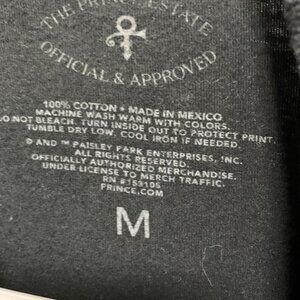 THE PRINCE ESTATE
OFFICIAL & APPROVED
100% COTTON • MADE IN MEXICO
MACHINE WASH WARM WITH COLORS.
DO NOT BLEACH. TURN INSIDE OUT TO PROTECT PRINT.
TUMBLE DRY LOW. COOL IRON IF NEEDED.
© AND ™ PAISLEY PARK ENTERPRISES, INC.
ALL RIGHTS RESERVED.
OFFICIALLY AUTHORIZED MERCHANDISE.
UNDER LICENSE TO MERCH TRAFFIC.
PRINCE.COM
M